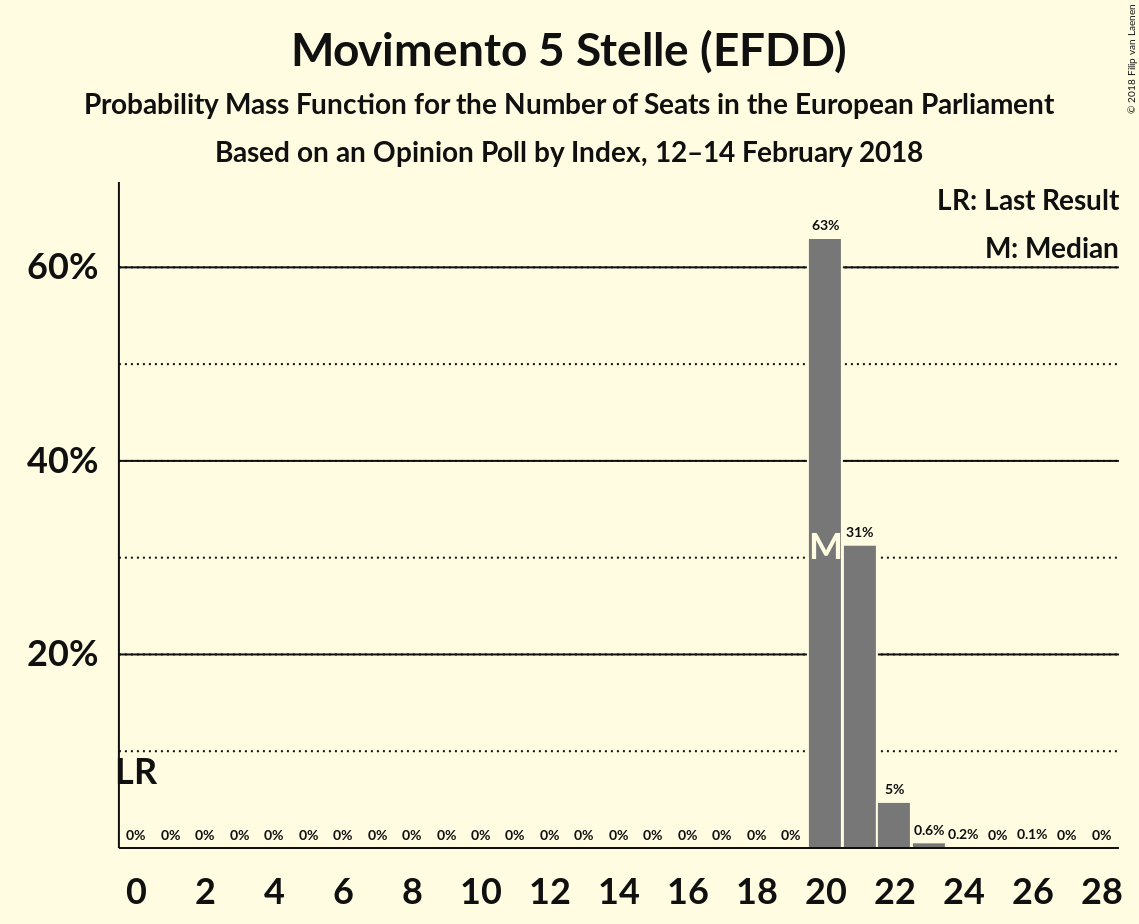 Movimento 5 Stelle (EFDD)
Probability Mass Function for the Number of Seats in the European Parliament
Based on an Opinion Poll by Index, 12–14 February 2018
© 2018 Filip van Laenen
LR: Last Result
M: Median
63%
60%
40%
M
31%
20%
LR
5%
0% 0% 0% 0% 0% 0% 0% 0% 0% 0% 0% 0% 0% 0% 0% 0% 0% 0% 0% 0% 0.6% 0.2% 0% 0.1% 0% 0%
0 2 4 6 8 10 12 14 16 18 20 22 24 26 28